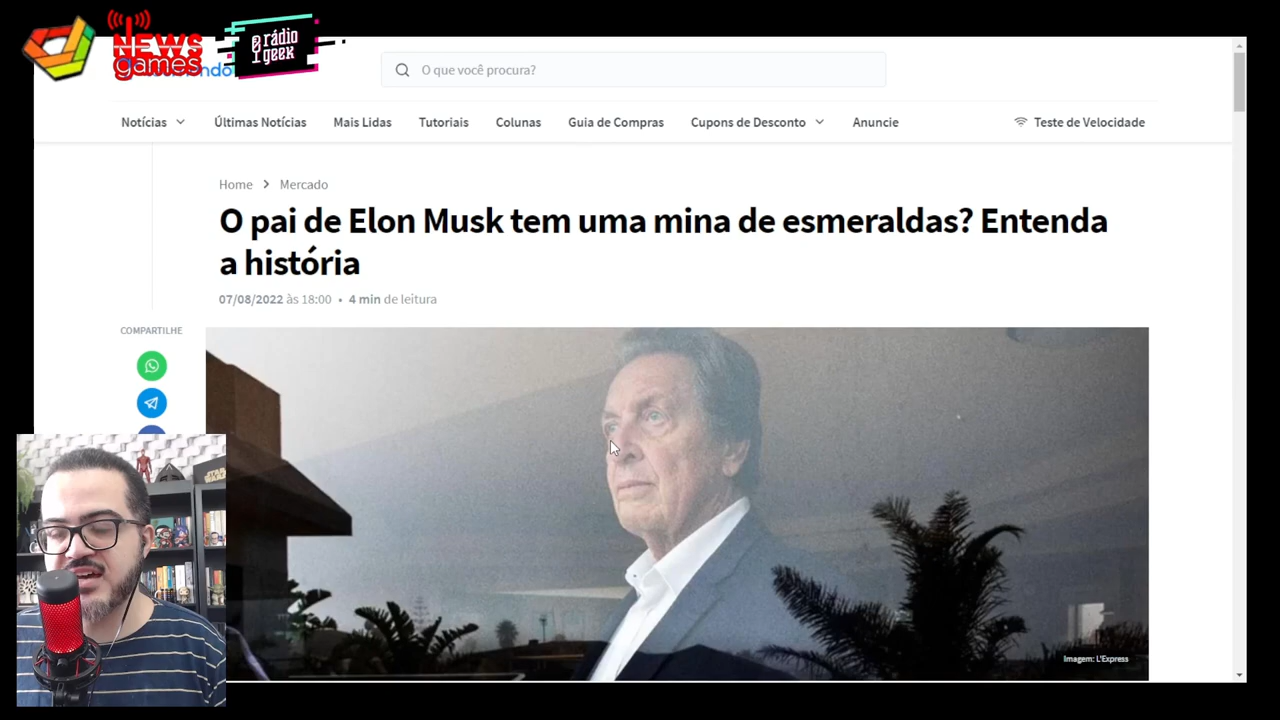 NEWS
games
rádio
geek
O que você procura?
Notícias
Últimas Notícias
Mais Lidas
Tutoriais
Colunas
Guia de Compras
Cupons de Desconto
Anuncie
Teste de Velocidade
Home > Mercado
O pai de Elon Musk tem uma mina de esmeraldas? Entenda
a história
07/08/2022 às 18:00 • 4 min de leitura
COMPARTILHE
STAR
WARS
Imagem: L'Express